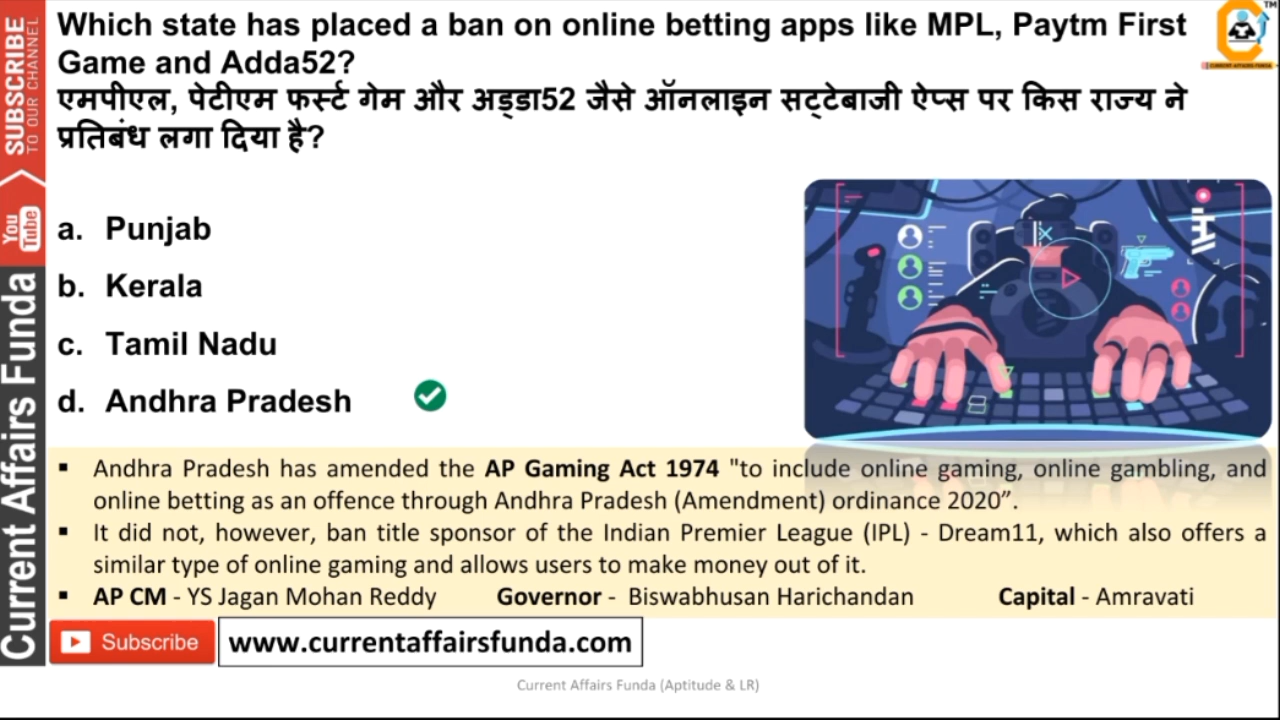 Which state has placed a ban on online betting apps like MPL, Paytm First
Game and Adda52?
एमपीएल, पेटीएम फर्स्ट गेम और अड्डा52 जैसे ऑनलाइन सट्टेबाजी ऐप्स पर किस राज्य ने
प्रतिबंध लगा दिया है?
a. Punjab
b. Kerala
c. Tamil Nadu
d. Andhra Pradesh
▪ Andhra Pradesh has amended the AP Gaming Act 1974 "to include online gaming, online gambling, and
online betting as an offence through Andhra Pradesh (Amendment) ordinance 2020”.
▪ It did not, however, ban title sponsor of the Indian Premier League (IPL) - Dream11, which also offers a
similar type of online gaming and allows users to make money out of it.
▪ AP CM - YS Jagan Mohan Reddy Governor - Biswabhusan Harichandan Capital - Amravati
Subscribe www.currentaffairsfunda.com
Current Affairs Funda (Aptitude & LR)
SUBSCRIBE
TO OUR CHANNEL
You
Tube
Current Affairs Funda
TM
CURRENT AFFAIRS FUNDA